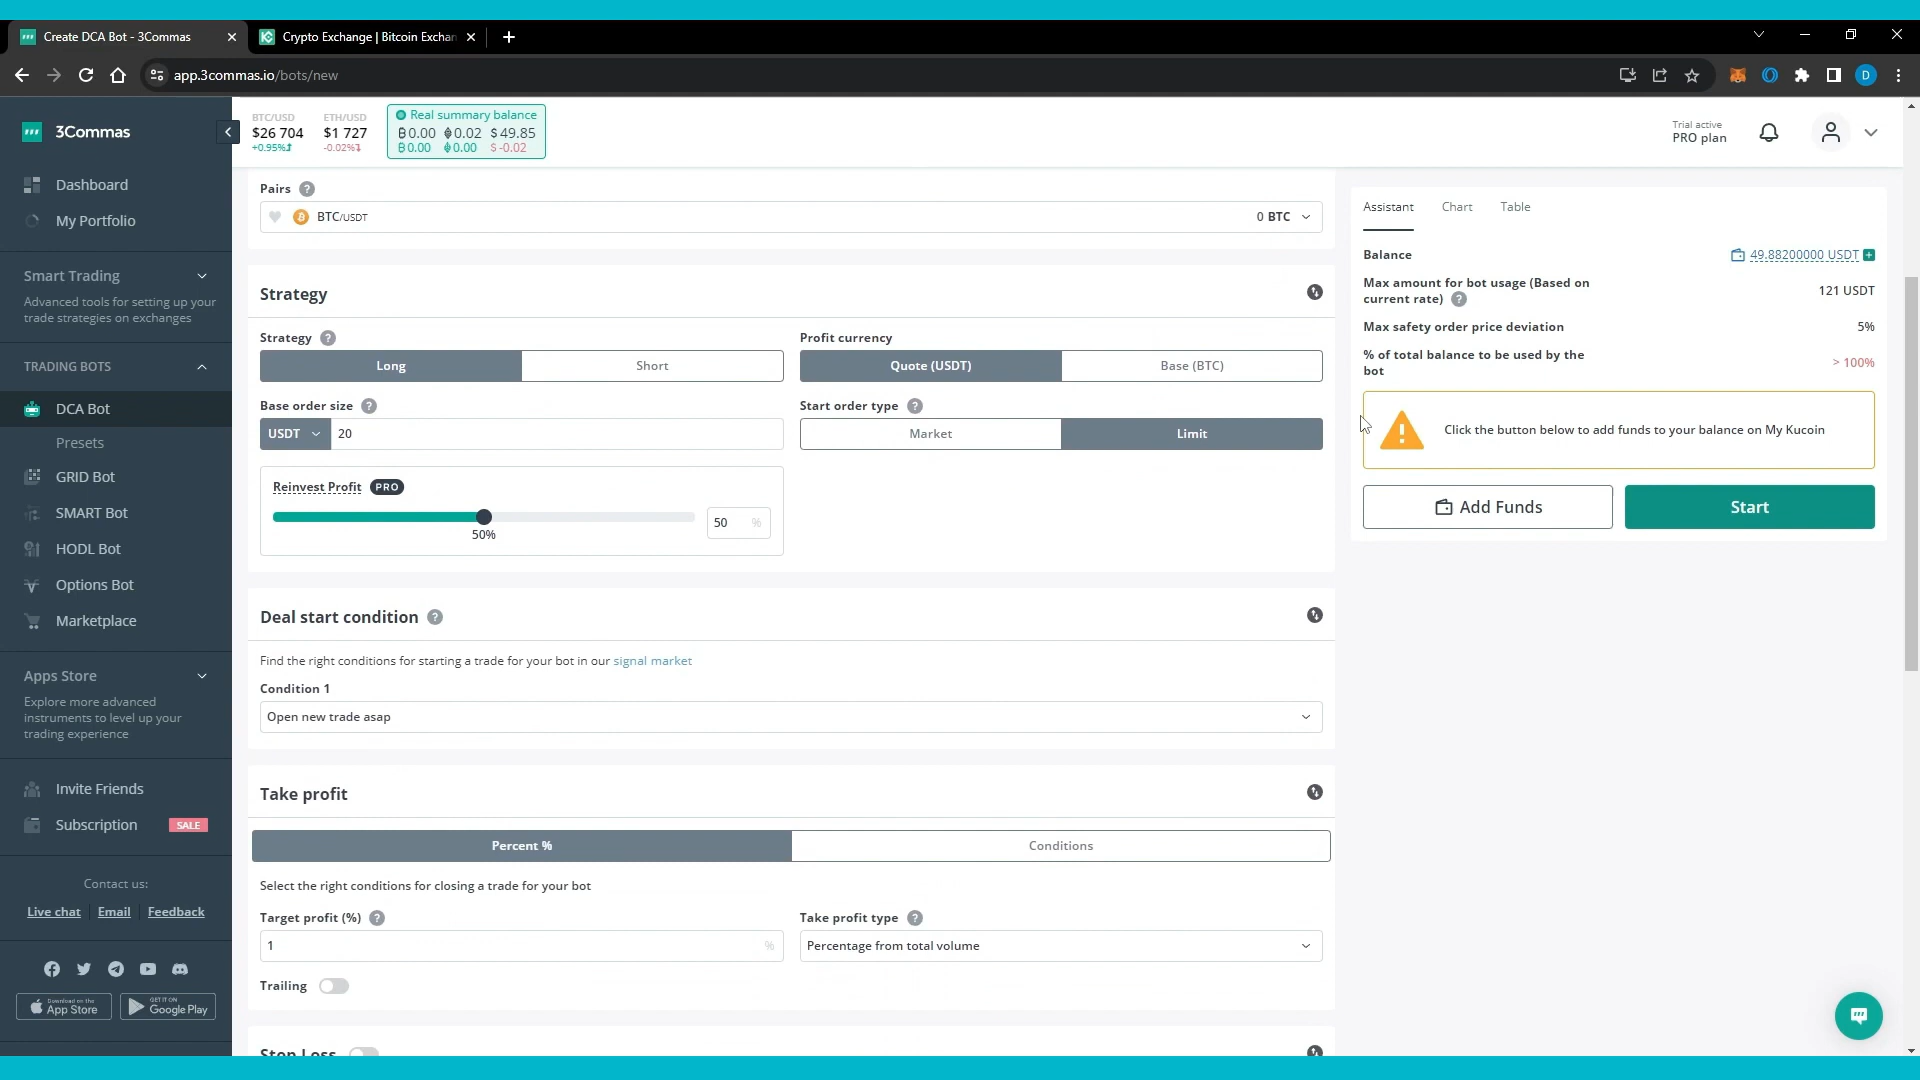 Create DCA Bot - 3Commas
Crypto Exchange | Bitcoin Exchan
app.3commas.io/bots/new
D
3Commas
Dashboard
My Portfolio
Smart Trading
Advanced tools for setting up your
trade strategies on exchanges
TRADING BOTS
DCA Bot
Presets
GRID Bot
SMART Bot
HODL Bot
Options Bot
Marketplace
Apps Store
Explore more advanced
instruments to level up your
trading experience
Invite Friends
Subscription SALE
Contact us:
Live chat Email Feedback
Download on the App Store
GET IT ON Google Play
BTC/USD
$26 704
+0.95%
ETH/USD
$1 727
-0.02%
Real summary balance
0.00 0.02 $ 49.85
0.00 0.00 $ -0.02
Trial active
PRO plan
Pairs ?
BTC/USDT 0 BTC
Strategy
Strategy ?
Long Short
Profit currency
Quote (USDT) Base (BTC)
Base order size ?
USDT 20
Start order type ?
Market Limit
Reinvest Profit PRO
50%
50 %
Deal start condition ?
Find the right conditions for starting a trade for your bot in our signal market
Condition 1
Open new trade asap
Take profit
Percent % Conditions
Select the right conditions for closing a trade for your bot
Target profit (%) ?
1 %
Take profit type ?
Percentage from total volume
Trailing
Stop Loss
Assistant Chart Table
Balance 49.88200000 USDT
Max amount for bot usage (Based on
current rate) ? 121 USDT
Max safety order price deviation 5%
% of total balance to be used by the
bot > 100%
Click the button below to add funds to your balance on My Kucoin
Add Funds Start